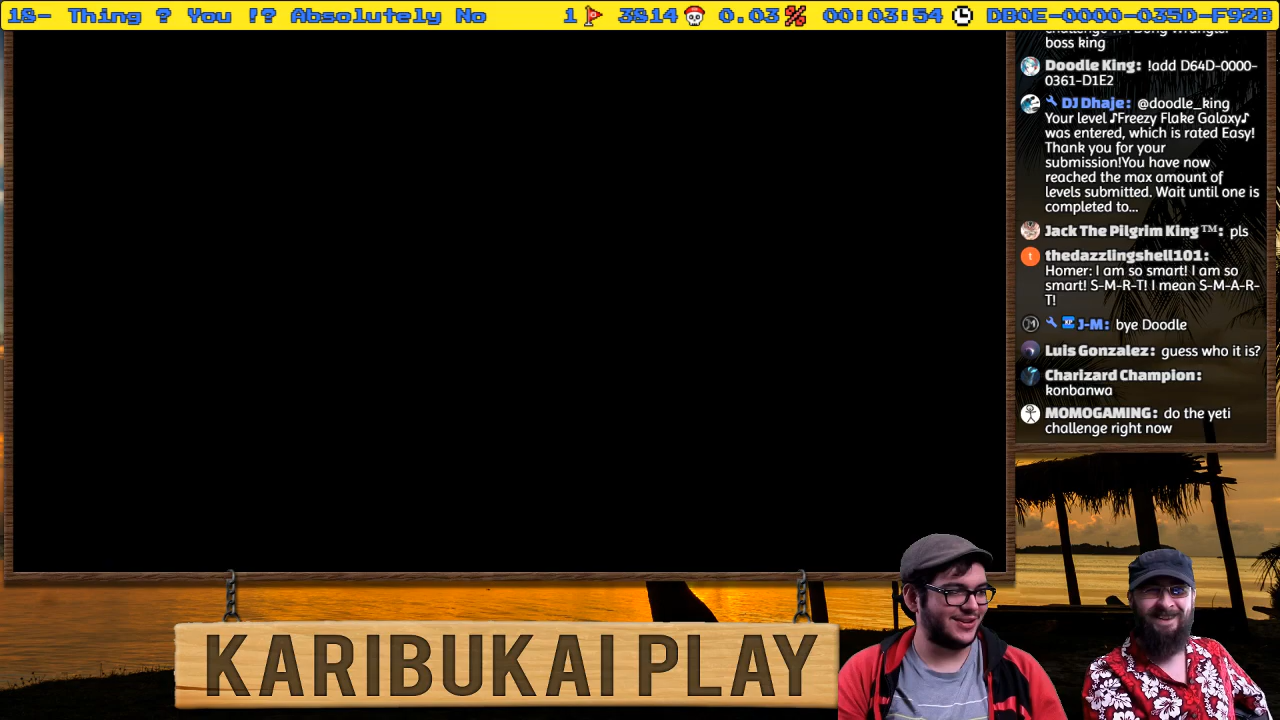 1&- Thing ? You !? Absolutely No 1 3814 0.03% 00:03:54 DB0E-0000-035D-F92B
boss king
Doodle King: !add D64D-0000-
0361-D1E2
DJ Dhaje: @doodle_king
Your level ♪Freezy Flake Galaxy♪
was entered, which is rated Easy!
Thank you for your
submission!You have now
reached the max amount of
levels submitted. Wait until one is
completed to...
Jack The Pilgrim King™: pls
t thedazzlingshell101:
Homer: I am so smart! I am so
smart! S-M-R-T! I mean S-M-A-R-
T!
J-M: bye Doodle
Luis Gonzalez: guess who it is?
Charizard Champion:
konbanwa
MOMOGAMING: do the yeti
challenge right now
KARIBUKAI PLAY